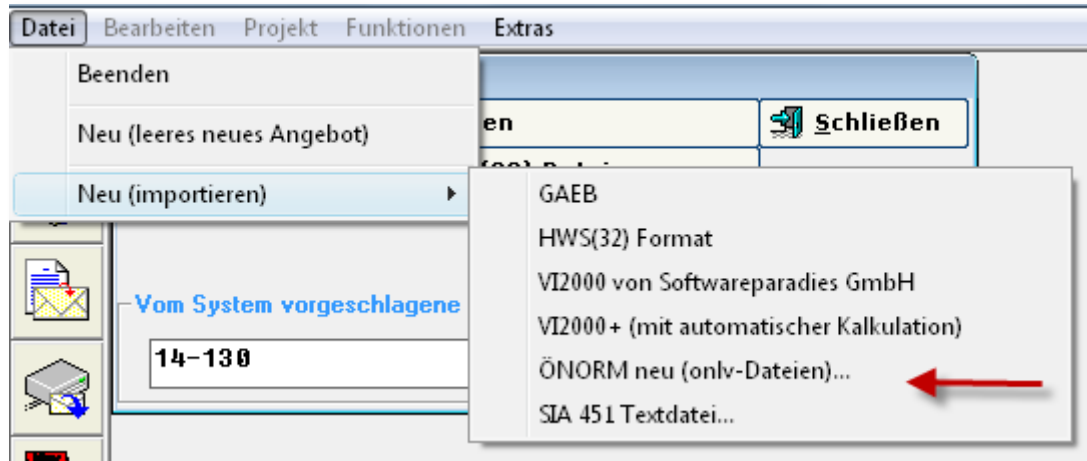 Datei Bearbeiten Projekt Funktionen Extras
Beenden
Neu (leeres neues Angebot)
en
Schließen
Neu (importieren)
GAEB
HWS(32) Format
VI2000 von Softwareparadies GmbH
VI2000+ (mit automatischer Kalkulation)
ÖNORM neu (onlv-Dateien)...
SIA 451 Textdatei...
Vom System vorgeschlagene
14-130